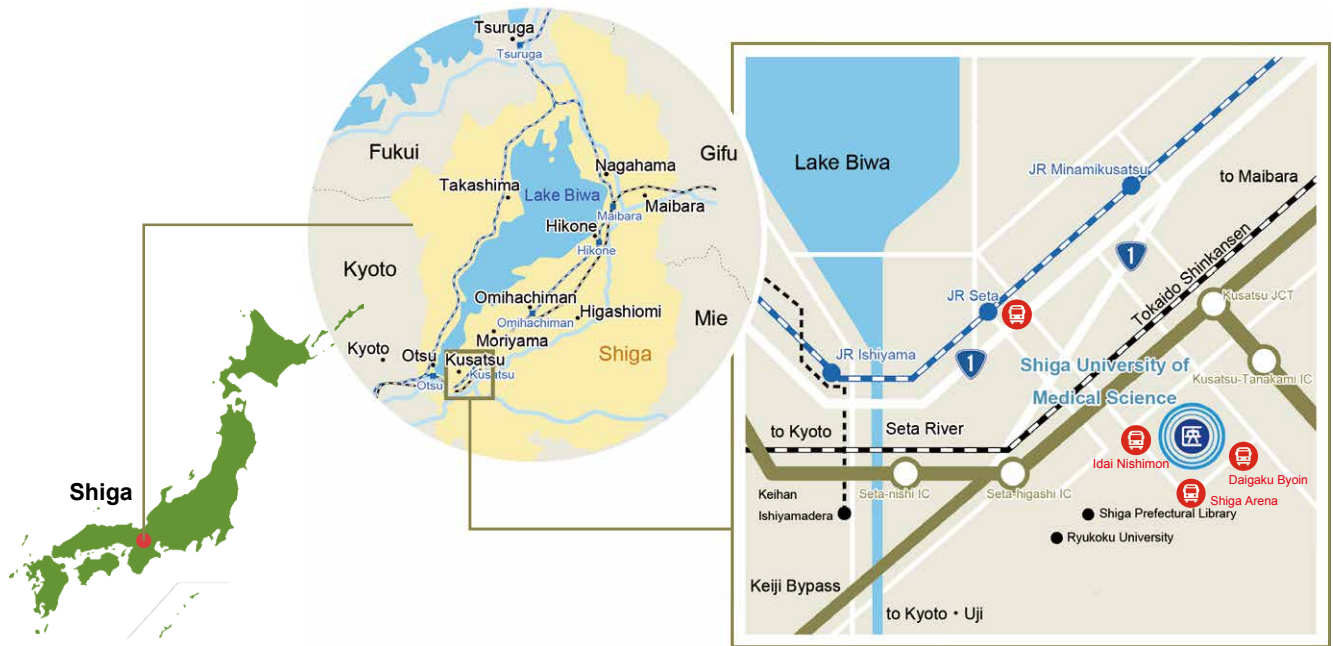 Shiga
Tsuruga
Tsuruga
Fukui
Gifu
Nagahama
Takashima
Lake Biwa
Maibara
Maibara
Hikone
Hikone
Kyoto
Omihachiman
Omihachiman
Higashiomi
Mie
Moriyama
Kyoto
Otsu
Shiga
Kusatsu
Otsu
Kusatsu
Lake Biwa
JR Minamikusatsu
to Maibara
Tokaido Shinkansen
1
JR Seta
Kusatsu JCT
JR Ishiyama
1
Shiga University of
Medical Science
Kusatsu-Tanakami IC
to Kyoto
Seta River
医
Idai Nishimon
Daigaku Byoin
Seta-nishi IC
Seta-higashi IC
Keihan
Ishiyamadera
Shiga Arena
Shiga Prefectural Library
Ryukoku University
Keiji Bypass
to Kyoto・Uji